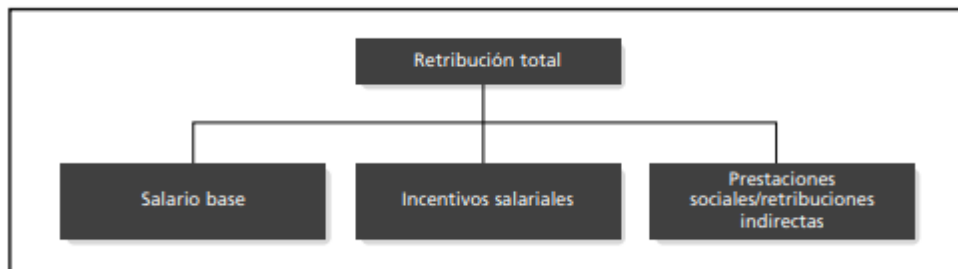 Retribución total
Salario base
Incentivos salariales
Prestaciones
sociales/retribuciones
indirectas